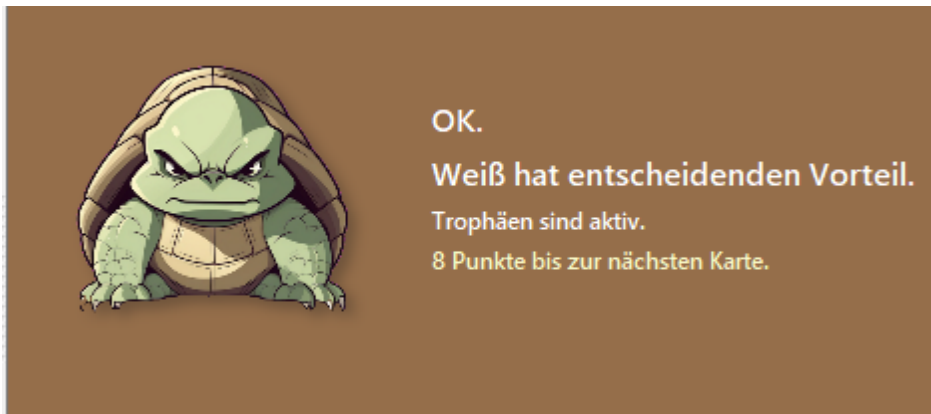 OK.
Weiß hat entscheidenden Vorteil.
Trophäen sind aktiv.
8 Punkte bis zur nächsten Karte.